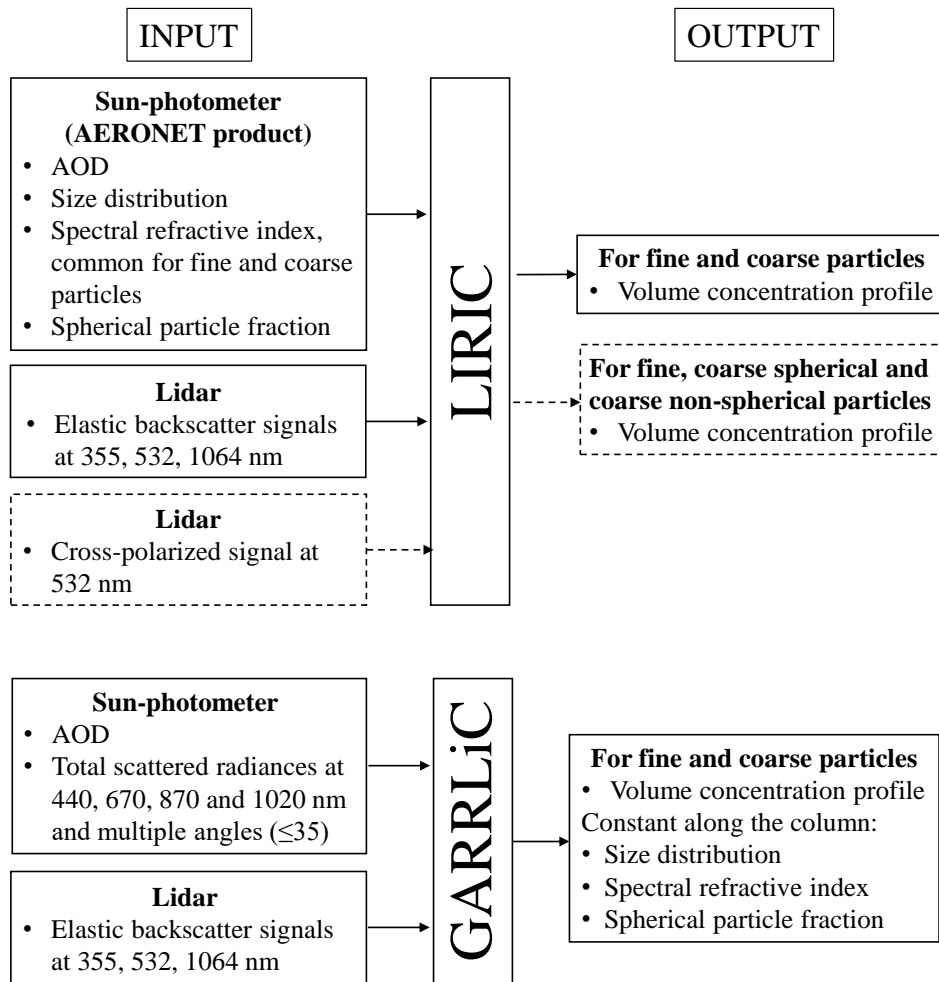 INPUT
OUTPUT
Sun-photometer
(AERONET product)
• AOD
• Size distribution
• Spectral refractive index,
common for fine and coarse
particles
• Spherical particle fraction
Lidar
• Elastic backscatter signals
at 355, 532, 1064 nm
Lidar
• Cross-polarized signal at
532 nm
LIRIC
For fine and coarse particles
• Volume concentration profile
For fine, coarse spherical and
coarse non-spherical particles
• Volume concentration profile
Sun-photometer
• AOD
• Total scattered radiances at
440, 670, 870 and 1020 nm
and multiple angles (≤35)
Lidar
• Elastic backscatter signals
at 355, 532, 1064 nm
GARRLiC
For fine and coarse particles
• Volume concentration profile
Constant along the column:
• Size distribution
• Spectral refractive index
• Spherical particle fraction